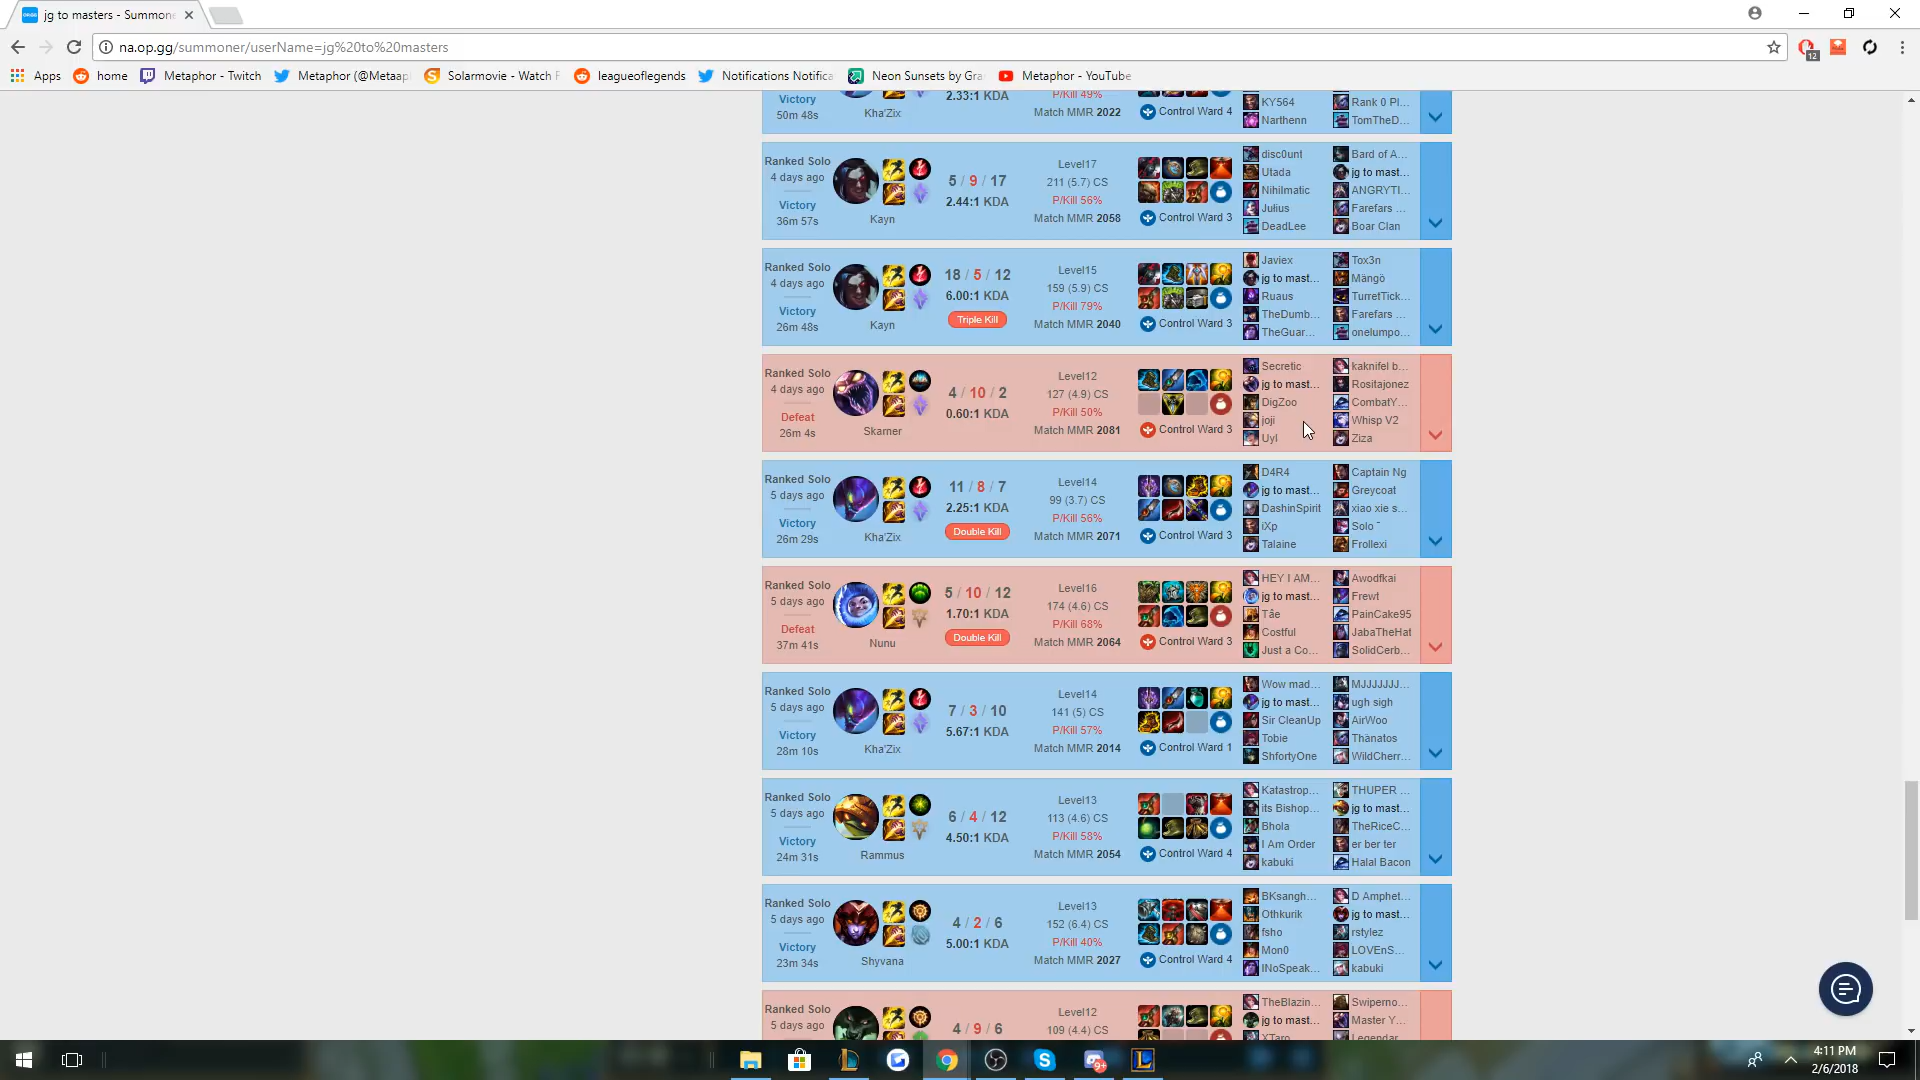 jg to masters - Summone
na.op.gg/summoner/userName=jg%20to%20masters
12
Apps home Metaphor - Twitch Metaphor (@Metaap Solarmovie - Watch F leagueoflegends Notifications Notifica Neon Sunsets by Gra Metaphor - YouTube
Victory
50m 48s
Kha'Zix
2.33:1 KDA
P/Kill 49%
Match MMR 2022
Control Ward 4
KY564
Narthenn
Rank 0 Pl...
TomTheD...
Ranked Solo
4 days ago
Victory
36m 57s
Kayn
5 / 9 / 17
2.44:1 KDA
Level17
211 (5.7) CS
P/Kill 56%
Match MMR 2058
Control Ward 3
disc0unt
Utada
Nihilmatic
Julius
DeadLee
Bard of A...
jg to mast...
ANGRYTI...
Farefars ...
Boar Clan
Ranked Solo
4 days ago
Victory
26m 48s
Kayn
18 / 5 / 12
6.00:1 KDA
Triple Kill
Level15
159 (5.9) CS
P/Kill 79%
Match MMR 2040
Control Ward 3
Javiex
jg to mast...
Ruaus
TheDumb...
TheGuar...
Tox3n
Mängö
TurretTick...
Farefars ...
onelumpo...
Ranked Solo
4 days ago
Defeat
26m 4s
Skarner
4 / 10 / 2
0.60:1 KDA
Level12
127 (4.9) CS
P/Kill 50%
Match MMR 2081
Control Ward 3
Secretic
jg to mast...
DigZoo
joji
Uyl
kaknifel b...
Rositajonez
CombatY...
Whisp V2
Ziza
Ranked Solo
5 days ago
Victory
26m 29s
Kha'Zix
11 / 8 / 7
2.25:1 KDA
Double Kill
Level14
99 (3.7) CS
P/Kill 56%
Match MMR 2071
Control Ward 3
D4R4
jg to mast...
DashinSpirit
iXp
Talaine
Captain Ng
Greycoat
xiao xie s...
Solo ˜
Frollexi
Ranked Solo
5 days ago
Defeat
37m 41s
Nunu
5 / 10 / 12
1.70:1 KDA
Double Kill
Level16
174 (4.6) CS
P/Kill 68%
Match MMR 2064
Control Ward 3
HEY I AM...
jg to mast...
Tåe
Costful
Just a Co...
Awodfkai
Frewt
PainCake95
JabaTheHat
SolidCerb...
Ranked Solo
5 days ago
Victory
28m 10s
Kha'Zix
7 / 3 / 10
5.67:1 KDA
Level14
141 (5) CS
P/Kill 57%
Match MMR 2014
Control Ward 1
Wow mad...
jg to mast...
Sir CleanUp
Tobie
ShfortyOne
MJJJJJJJ...
ugh sigh
AirWoo
Thànatos
WildCherr...
Ranked Solo
5 days ago
Victory
24m 31s
Rammus
6 / 4 / 12
4.50:1 KDA
Level13
113 (4.6) CS
P/Kill 58%
Match MMR 2054
Control Ward 4
Katastrop...
its Bishop...
Bhola
I Am Order
kabuki
THUPER ...
jg to mast...
TheRiceC...
er ber ter
Halal Bacon
Ranked Solo
5 days ago
Victory
23m 34s
Shyvana
4 / 2 / 6
5.00:1 KDA
Level13
152 (6.4) CS
P/Kill 40%
Match MMR 2027
Control Ward 4
BKsangh...
Othkurik
fsho
Mon0
INoSpeak...
D Amphet...
jg to mast...
rstylez
LOVEnS...
kabuki
Ranked Solo
5 days ago
4 / 9 / 6
Level12
109 (4.4) CS
TheBlazin...
jg to mast...
XTaro
Swiperno...
Master Y...
Legendar...
9+
4:11 PM
2/6/2018